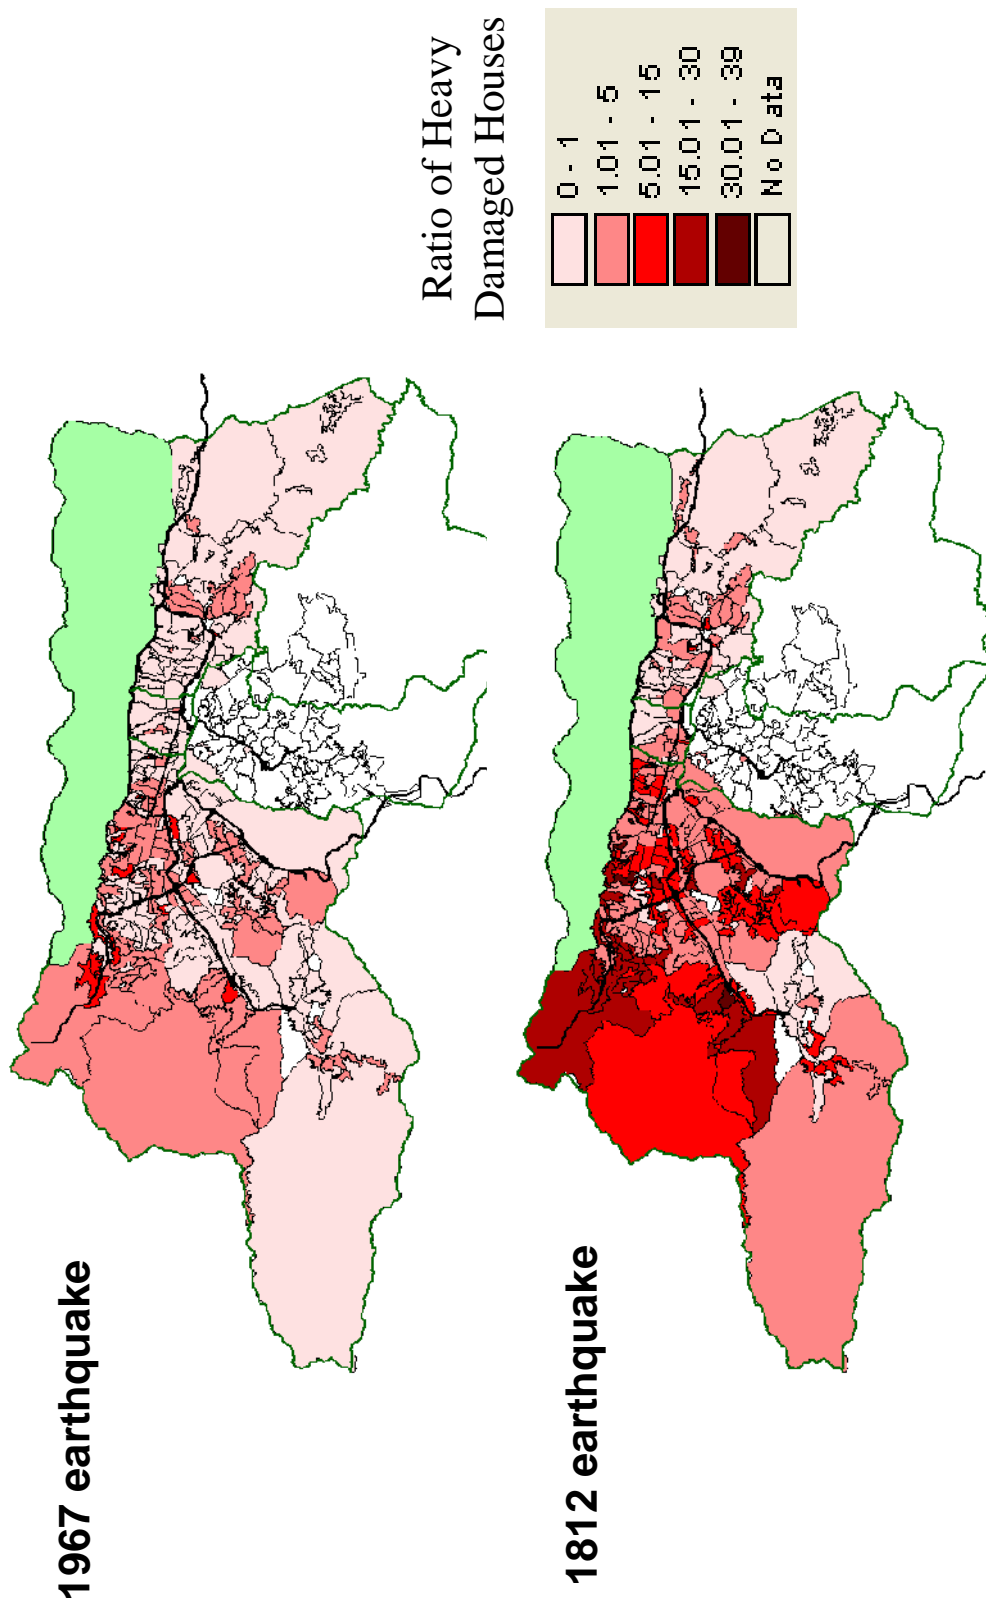 1967 earthquake
1812 earthquake
Ratio of Heavy
Damaged Houses
0 - 1
1.01 - 5
5.01 - 15
15.01 - 30
30.01 - 39
No Data